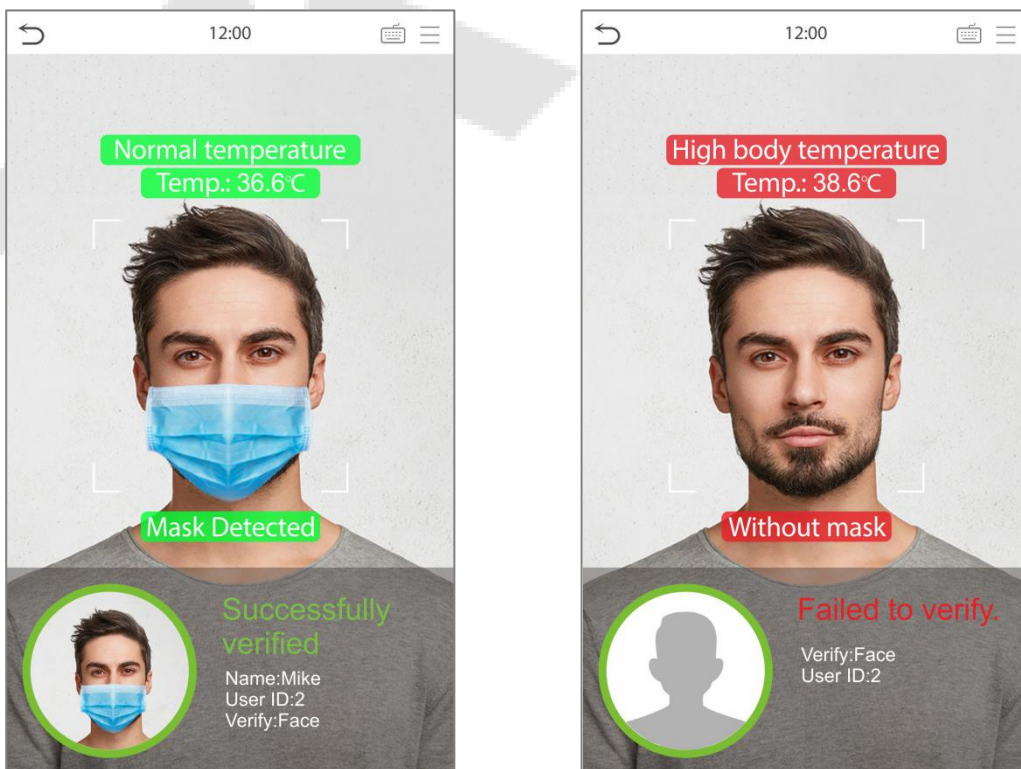 12:00
Normal temperature
Temp.: 36.6°C
Mask Detected
Successfully
verified
Name:Mike
User ID:2
Verify:Face
12:00
High body temperature
Temp.: 38.6°C
Without mask
Failed to verify.
Verify:Face
User ID:2